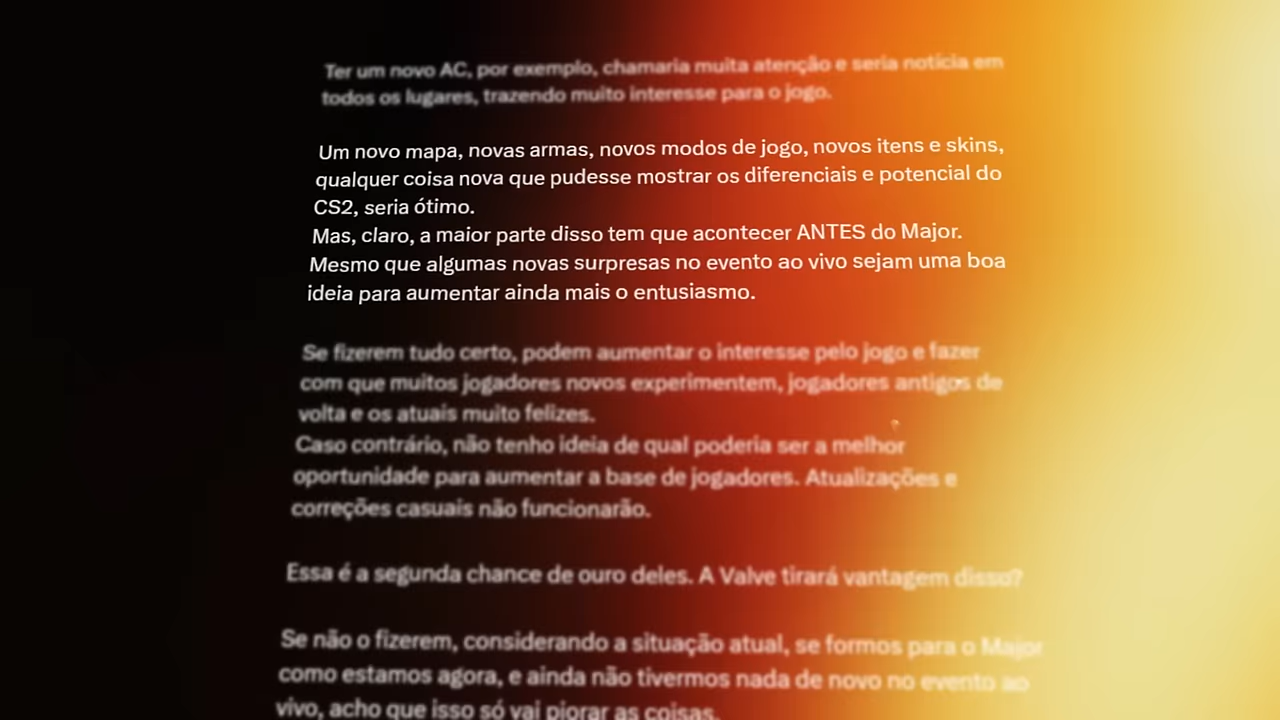 Ter um novo AC, por exemplo, chamaria muita atenção e seria notícia em
todos os lugares, trazendo muito interesse para o jogo.
Um novo mapa, novas armas, novos modos de jogo, novos itens e skins,
qualquer coisa nova que pudesse mostrar os diferenciais e potencial do
CS2, seria ótimo.
Mas, claro, a maior parte disso tem que acontecer ANTES do Major.
Mesmo que algumas novas surpresas no evento ao vivo sejam uma boa
ideia para aumentar ainda mais o entusiasmo.
Se fizerem tudo certo, podem aumentar o interesse pelo jogo e fazer
com que muitos jogadores novos experimentem, jogadores antigos de
volta e os atuais muito felizes.
Caso contrário, não tenho ideia de qual poderia ser a melhor
oportunidade para aumentar a base de jogadores. Atualizações e
correções casuais não funcionarão.
Essa é a segunda chance de ouro deles. A Valve tirará vantagem disso?
Se não o fizerem, considerando a situação atual, se formos para o Major
como estamos agora, e ainda não tivermos nada de novo no evento ao
vivo, acho que isso só vai piorar as coisas.